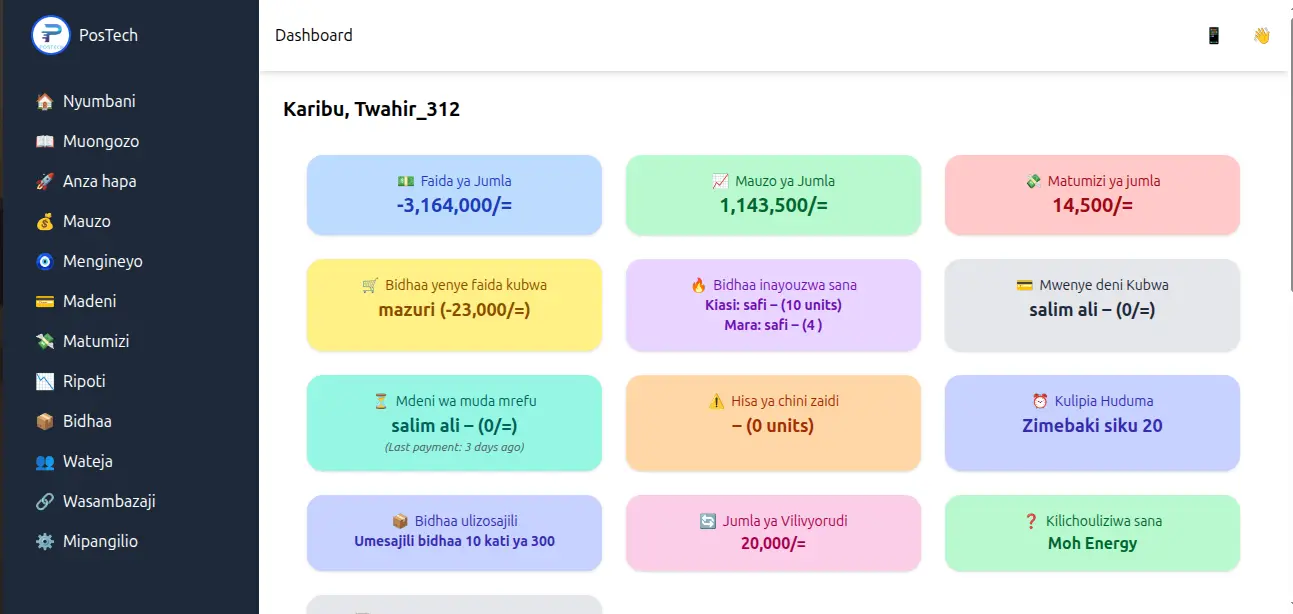 PosTech
Nyumbani
Muongozo
Anza hapa
Mauzo
Mengineyo
Madeni
Matumizi
Ripoti
Bidhaa
Wateja
Wasambazaji
Mipangilio
Dashboard
Karibu, Twahir_312
Faida ya Jumla
-3,164,000/=
Mauzo ya Jumla
1,143,500/=
Matumizi ya jumla
14,500/=
Bidhaa yenye faida kubwa
mazuri (-23,000/=)
Bidhaa inayouzwa sana
Kiasi: safi – (10 units)
Mara: safi – (4 )
Mwenye deni Kubwa
salim ali – (0/=)
Mdeni wa muda mrefu
salim ali – (0/=)
(Last payment: 3 days ago)
Hisa ya chini zaidi
– (0 units)
Kulipia Huduma
Zimebaki siku 20
Bidhaa ulizosajili
Umesajili bidhaa 10 kati ya 300
Jumla ya Vilivyorudi
20,000/=
Kilichouliziwa sana
Moh Energy